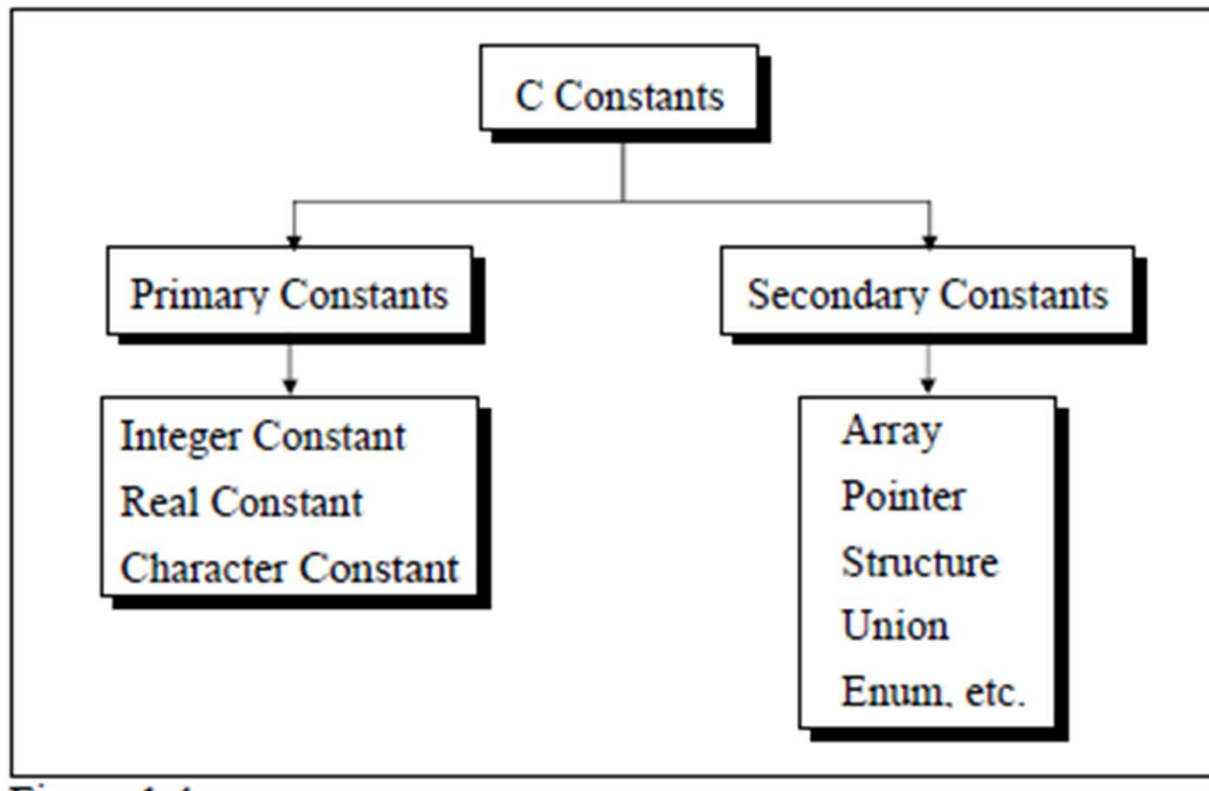 C Constants
Primary Constants
Secondary Constants
Integer Constant
Real Constant
Character Constant
Array
Pointer
Structure
Union
Enum, etc.